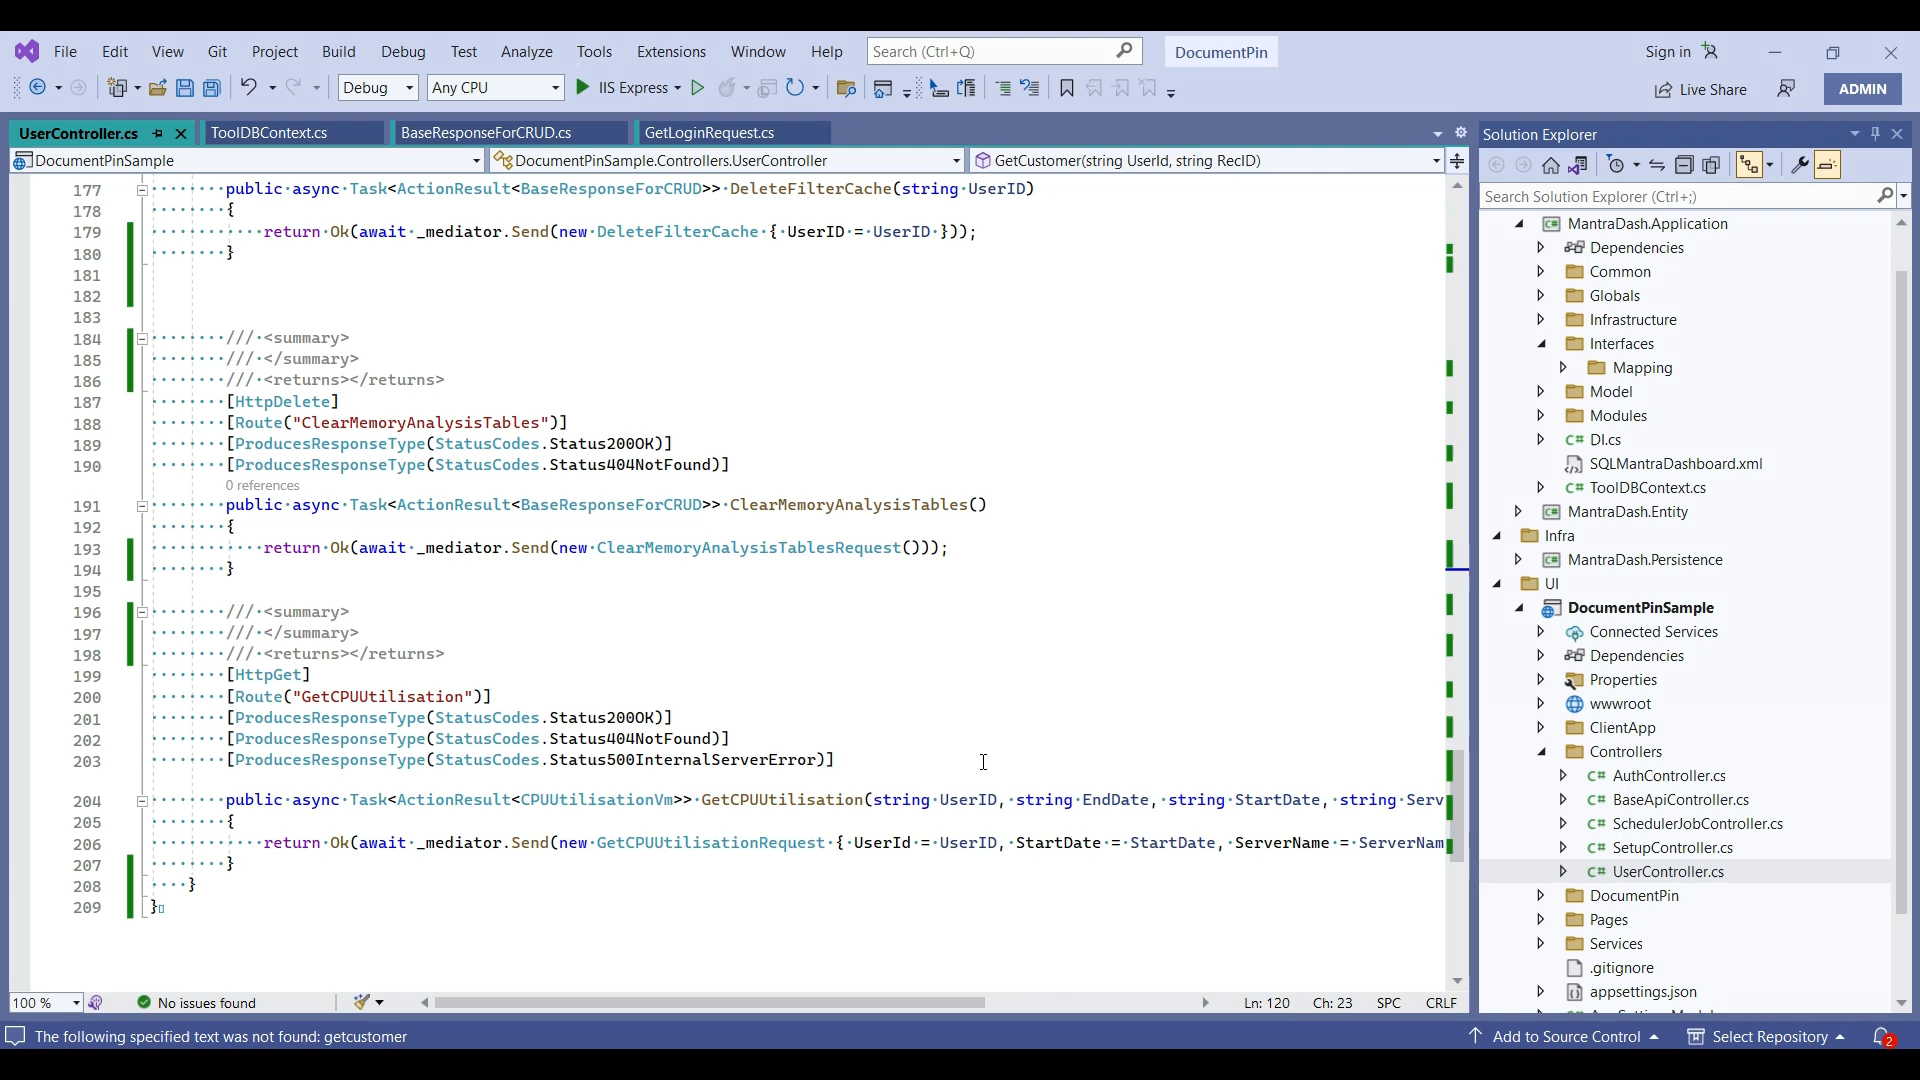 File Edit View Git Project Build Debug Test Analyze Tools Extensions Window Help Search (Ctrl+Q) DocumentPin Sign in
Debug Any CPU IIS Express Live Share ADMIN
UserController.cs ToolDBContext.cs BaseResponseForCRUD.cs GetLoginRequest.cs
DocumentPinSample DocumentPinSample.Controllers.UserController GetCustomer(string UserId, string RecID)
177 public async Task<ActionResult<BaseResponseForCRUD>> DeleteFilterCache(string UserID)
178 {
179 return Ok(await _mediator.Send(new DeleteFilterCache { UserID = UserID }));
180 }
181
182
183
184 /// <summary>
185 /// </summary>
186 /// <returns></returns>
187 [HttpDelete]
188 [Route("ClearMemoryAnalysisTables")]
189 [ProducesResponseType(StatusCodes.Status200OK)]
190 [ProducesResponseType(StatusCodes.Status404NotFound)]
0 references
191 public async Task<ActionResult<BaseResponseForCRUD>> ClearMemoryAnalysisTables()
192 {
193 return Ok(await _mediator.Send(new ClearMemoryAnalysisTablesRequest()));
194 }
195
196 /// <summary>
197 /// </summary>
198 /// <returns></returns>
199 [HttpGet]
200 [Route("GetCPUUtilisation")]
201 [ProducesResponseType(StatusCodes.Status200OK)]
202 [ProducesResponseType(StatusCodes.Status404NotFound)]
203 [ProducesResponseType(StatusCodes.Status500InternalServerError)]
204 public async Task<ActionResult<CPUUtilisationVm>> GetCPUUtilisation(string UserID, string EndDate, string StartDate, string Serv
205 {
206 return Ok(await _mediator.Send(new GetCPUUtilisationRequest { UserId = UserID, StartDate = StartDate, ServerName = ServerNam
207 }
208 }
209 }
100 % No issues found Ln: 120 Ch: 23 SPC CRLF
Solution Explorer
Search Solution Explorer (Ctrl+;)
MantraDash.Application
Dependencies
Common
Globals
Infrastructure
Interfaces
Mapping
Model
Modules
C# DI.cs
SQLMantraDashboard.xml
C# ToolDBContext.cs
MantraDash.Entity
Infra
MantraDash.Persistence
UI
DocumentPinSample
Connected Services
Dependencies
Properties
wwwroot
ClientApp
Controllers
C# AuthController.cs
C# BaseApiController.cs
C# SchedulerJobController.cs
C# SetupController.cs
C# UserController.cs
DocumentPin
Pages
Services
.gitignore
appsettings.json
The following specified text was not found: getcustomer Add to Source Control Select Repository 2